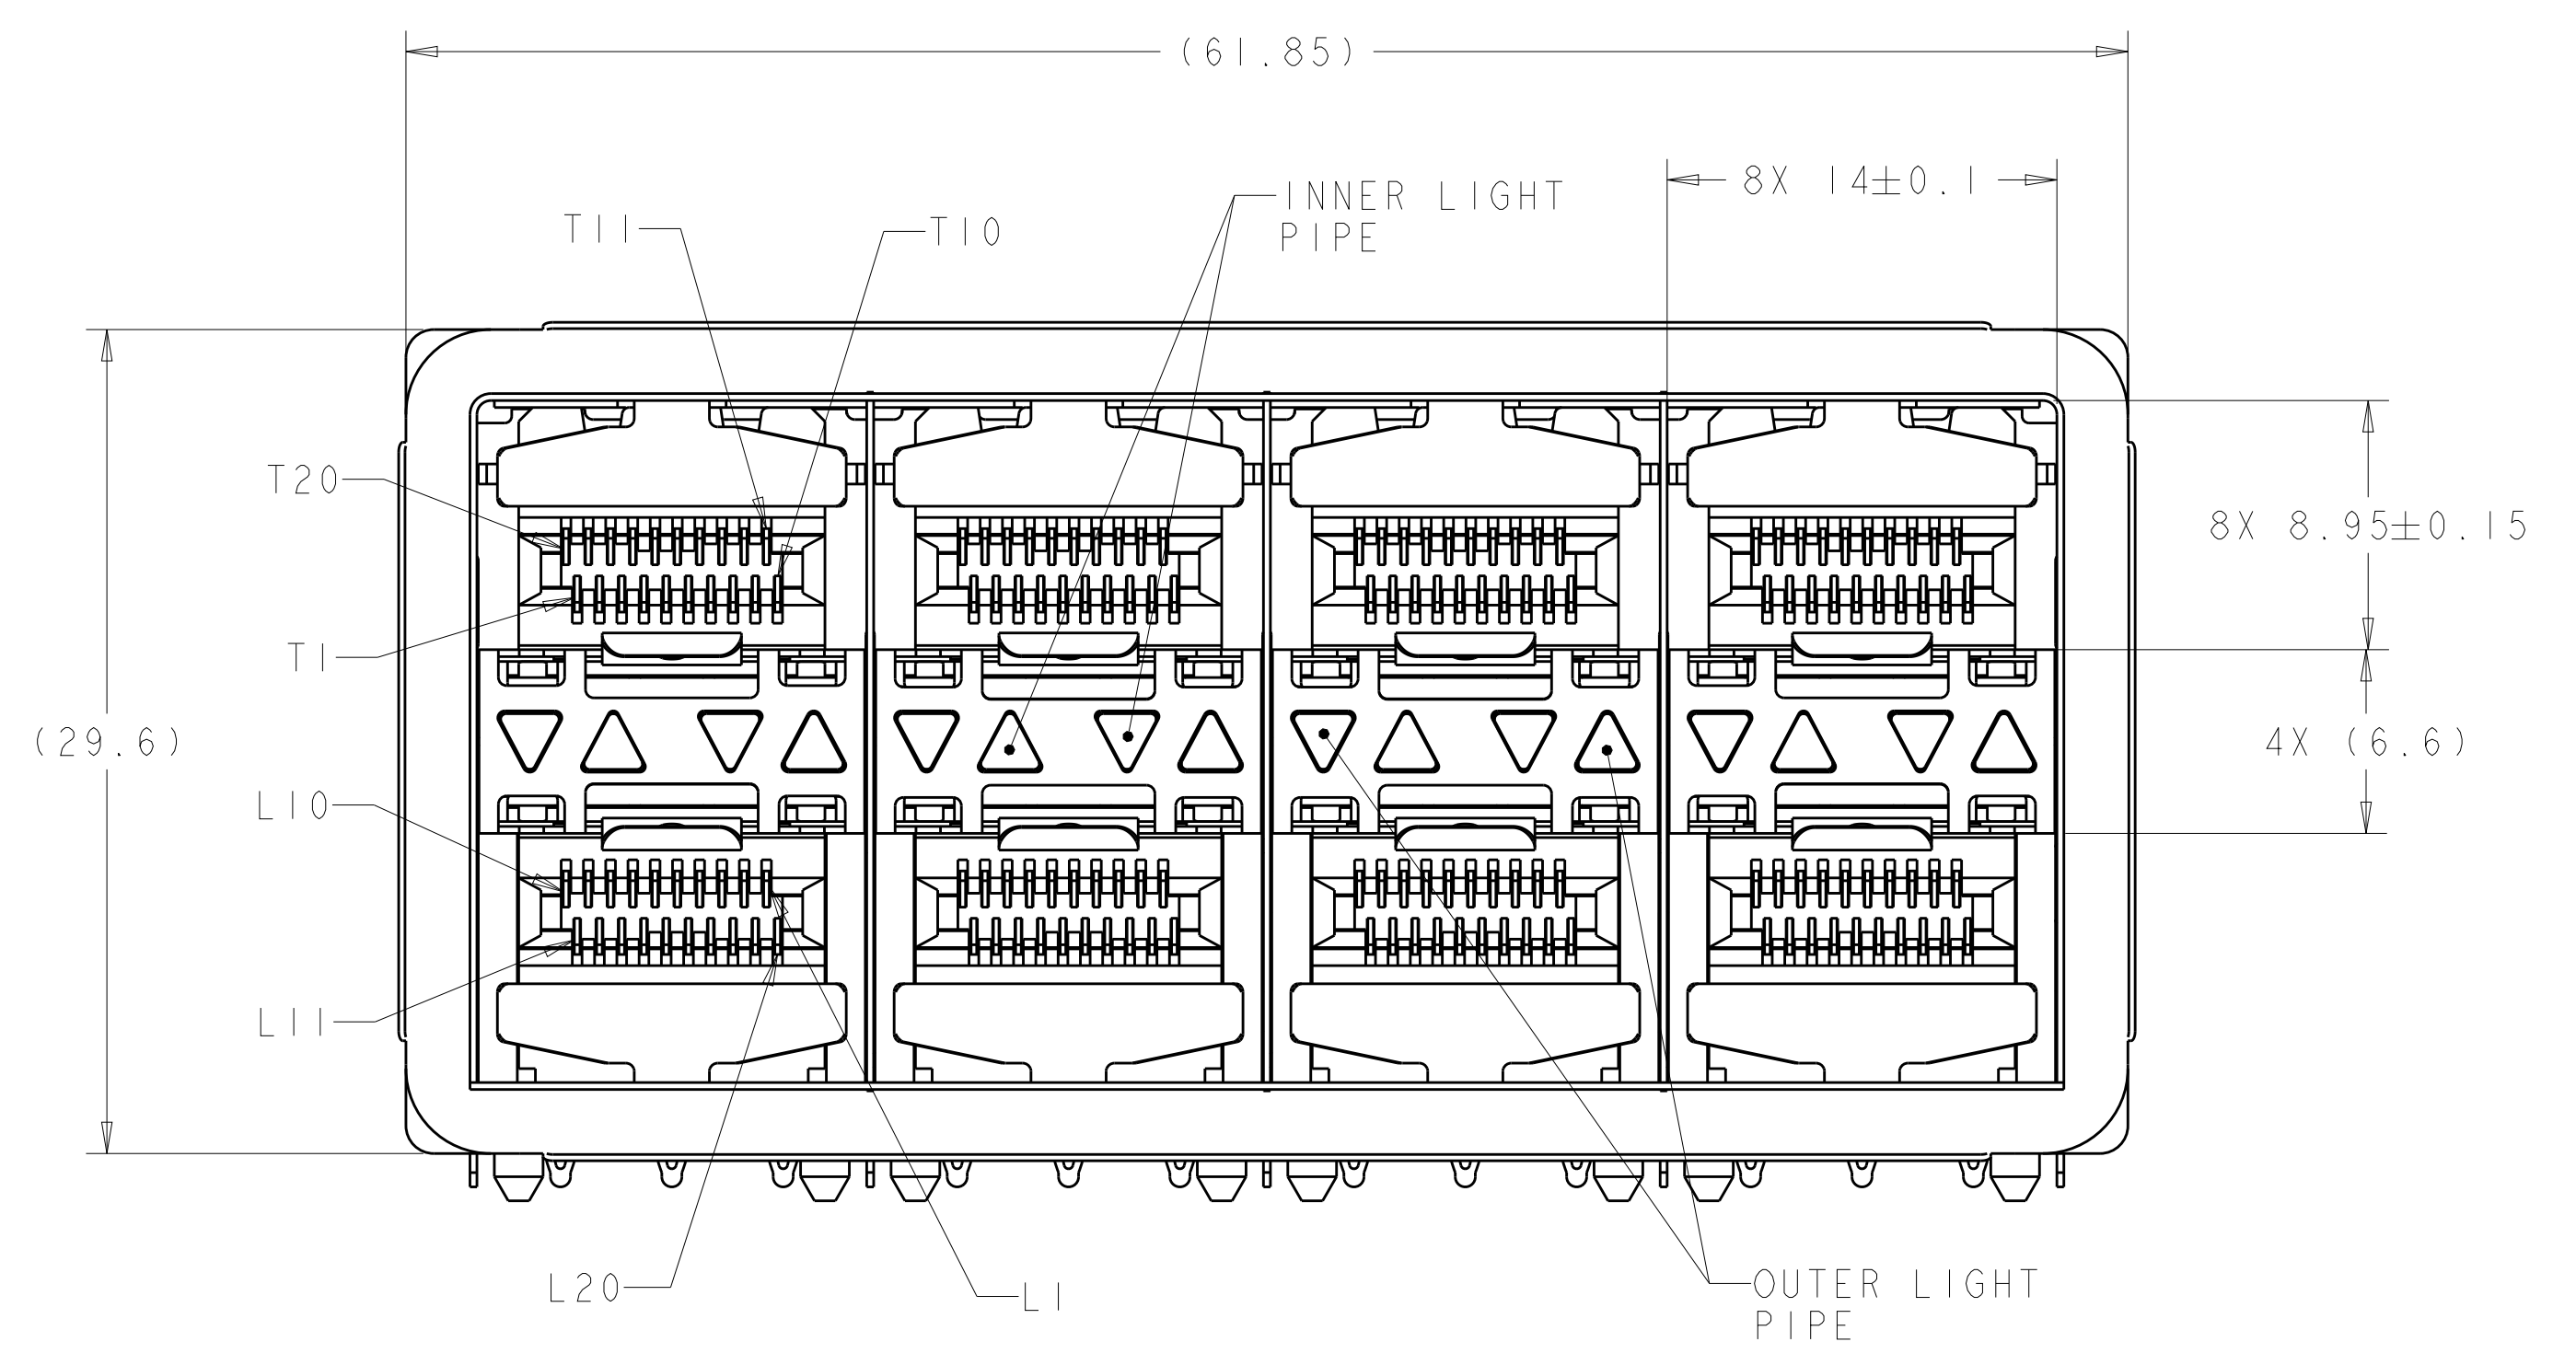 (61.85)
8X 14±0.1
INNER LIGHT
PIPE
T11
T10
T20
8X 8.95±0.15
T1
(29.6)
4X (6.6)
L10
L11
L20
L1
OUTER LIGHT
PIPE